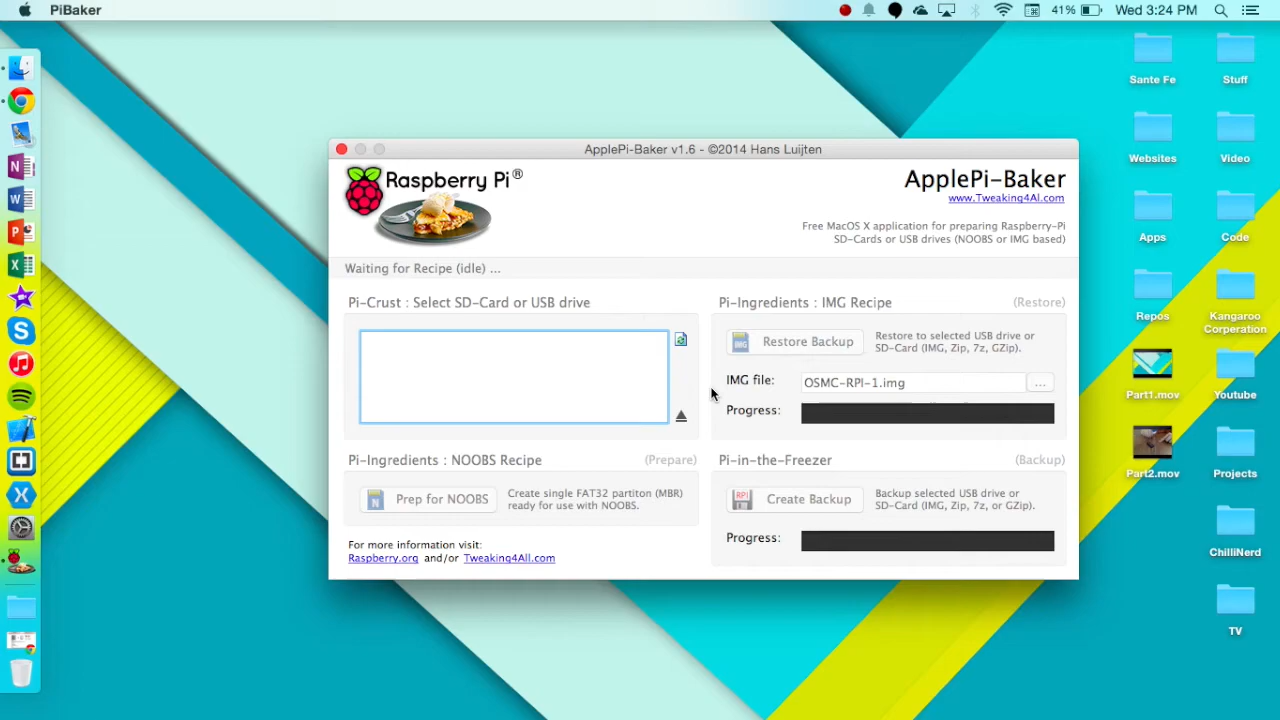 PiBaker
41%
Wed 3:24 PM
ApplePi-Baker v1.6 - ©2014 Hans Luijten
Raspberry Pi®
ApplePi-Baker
www.Tweaking4Al.com
Free MacOS X application for preparing Raspberry-Pi
SD-Cards or USB drives (NOOBS or IMG based)
Waiting for Recipe (idle) ...
Pi-Crust : Select SD-Card or USB drive
Pi-Ingredients : IMG Recipe
(Restore)
IMG
Restore Backup
Restore to selected USB drive or
SD-Card (IMG, Zip, 7z, GZip).
IMG file:
OSMC-RPI-1.img
...
Progress:
Pi-Ingredients : NOOBS Recipe
(Prepare)
N
Prep for NOOBS
Create single FAT32 partiton (MBR)
ready for use with NOOBS.
Pi-in-the-Freezer
(Backup)
RPI
Create Backup
Backup selected USB drive or
SD-Card (IMG, Zip, 7z, or GZip).
Progress:
For more information visit:
Raspberry.org and/or Tweaking4All.com
Sante Fe
Stuff
Websites
Video
Apps
Code
Repos
Kangaroo
Corperation
Part1.mov
Youtube
Part2.mov
Projects
ChilliNerd
TV